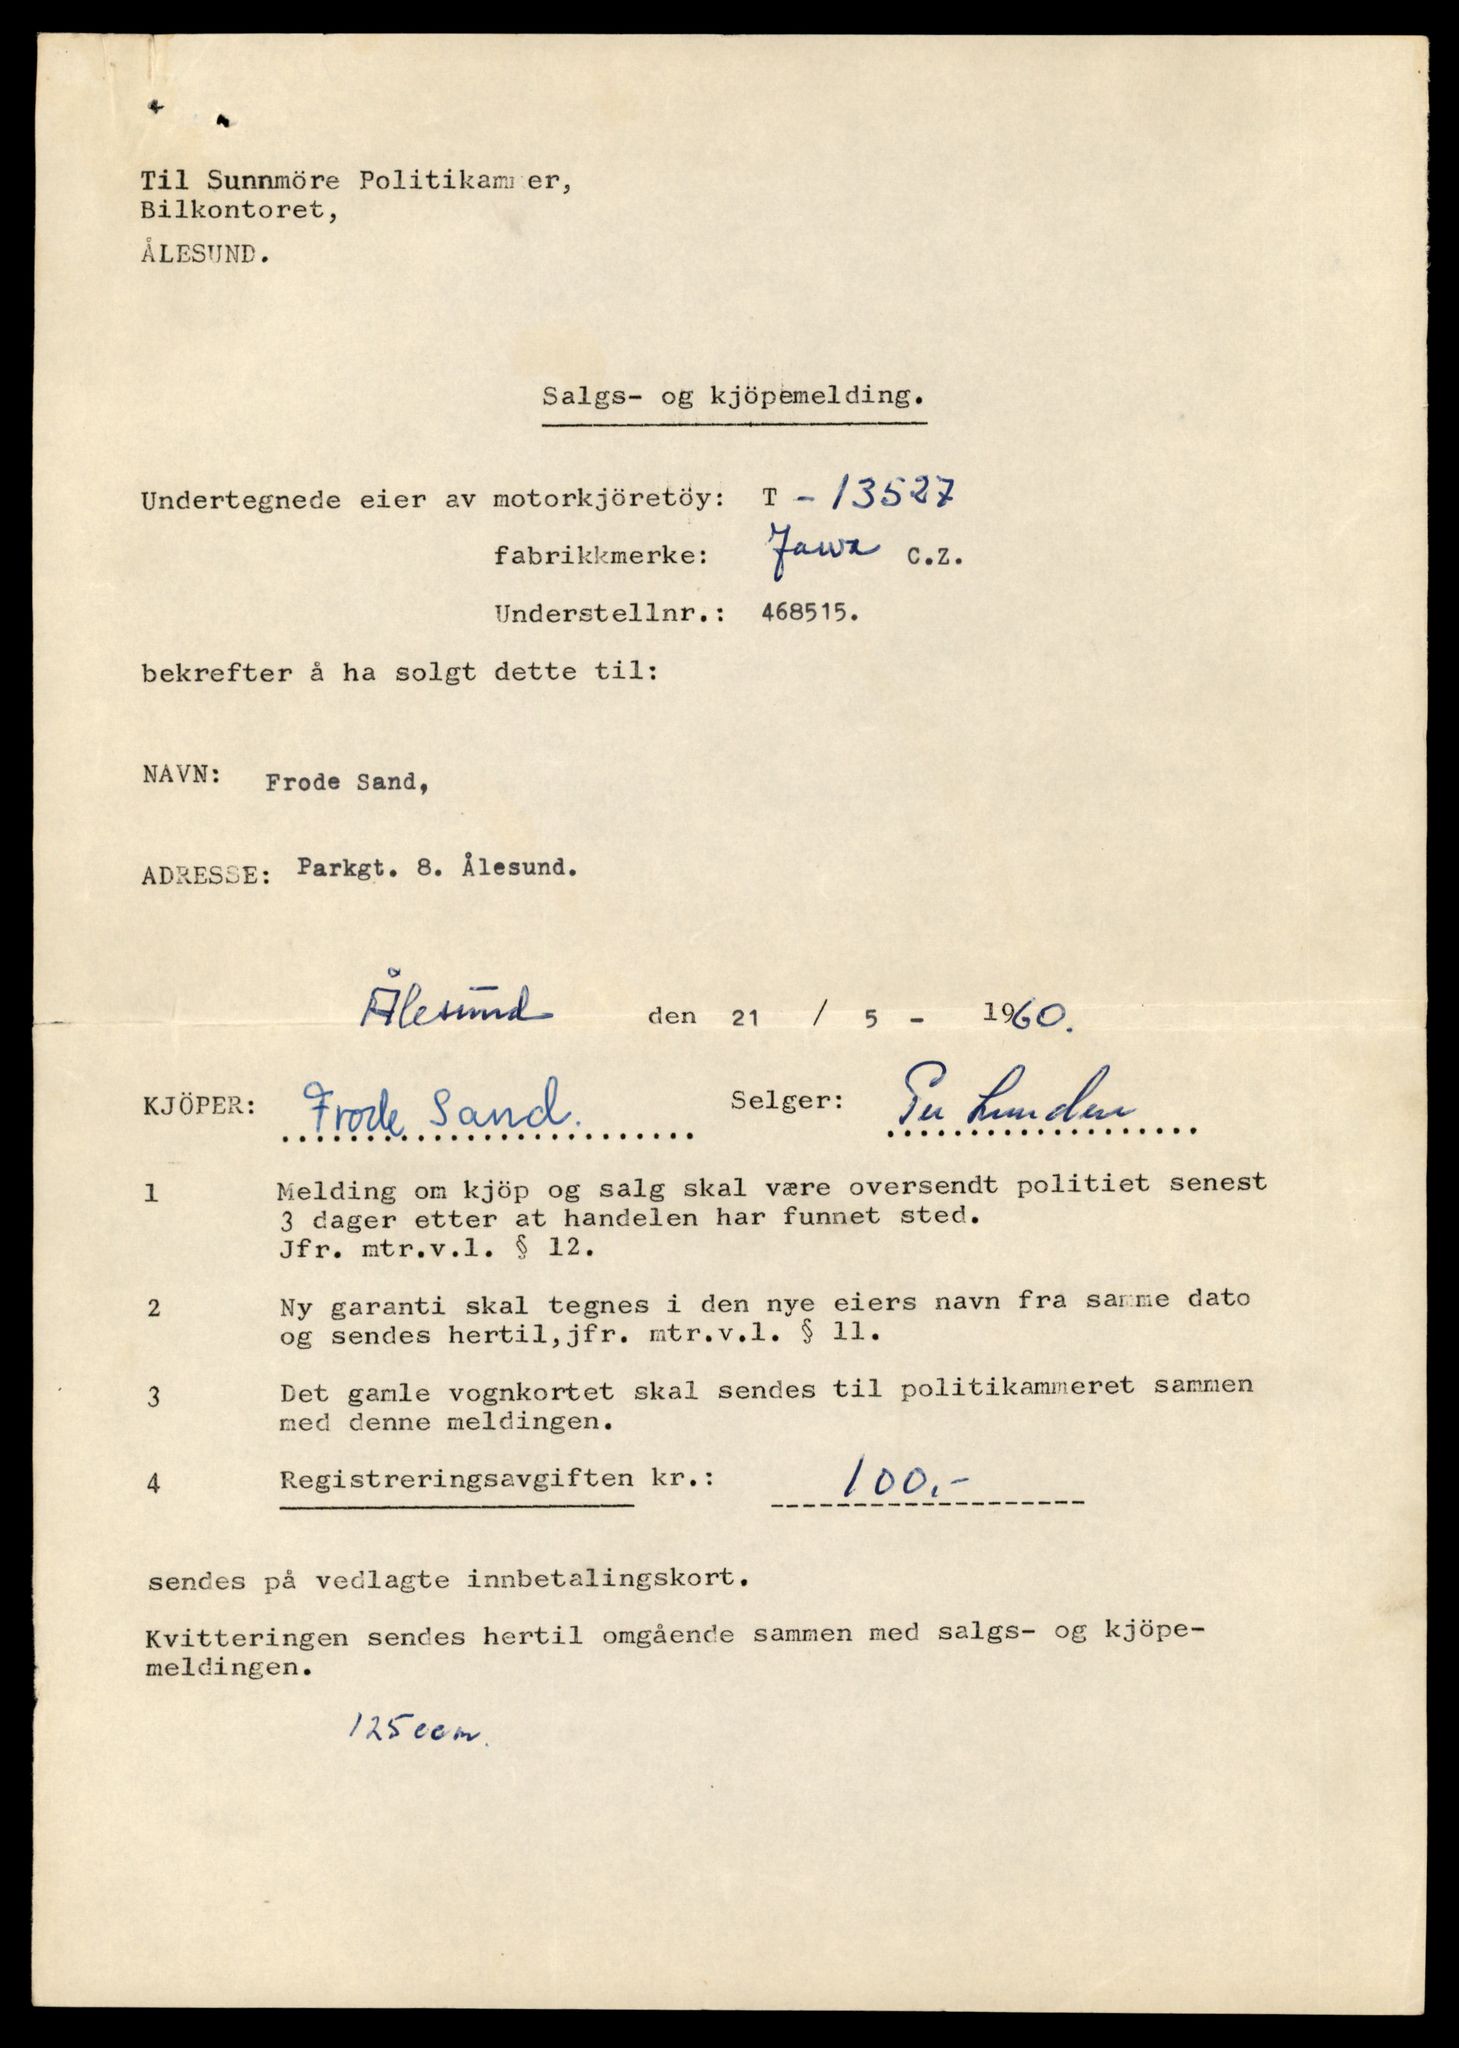 Til Sunnmöre Politikammer,
Bilkontoret,
ÅLESUND.
Salgs- og kjöpemelding.
Undertegnede eier av motorkjöretöy: T - 13527
fabrikkmerke: Jawa C.Z.
Understellnr.: 468515.
bekrefter å ha solgt dette til:
NAVN: Frode Sand,
ADRESSE: Parkgt. 8. Ålesund.
Ålesund den 21 / 5 - 1960.
KJÖPER: Frode Sand. Selger: Per Lunden
1 Melding om kjöp og salg skal være oversendt politiet senest
3 dager etter at handelen har funnet sted.
Jfr. mtr.v.l. § 12.
2 Ny garanti skal tegnes i den nye eiers navn fra samme dato
og sendes hertil,jfr. mtr.v.l. § 11.
3 Det gamle vognkortet skal sendes til politikammeret sammen
med denne meldingen.
4 Registreringsavgiften kr.: 100.-
sendes på vedlagte innbetalingskort.
Kvitteringen sendes hertil omgående sammen med salgs- og kjöpe-
meldingen.
125 ccm.